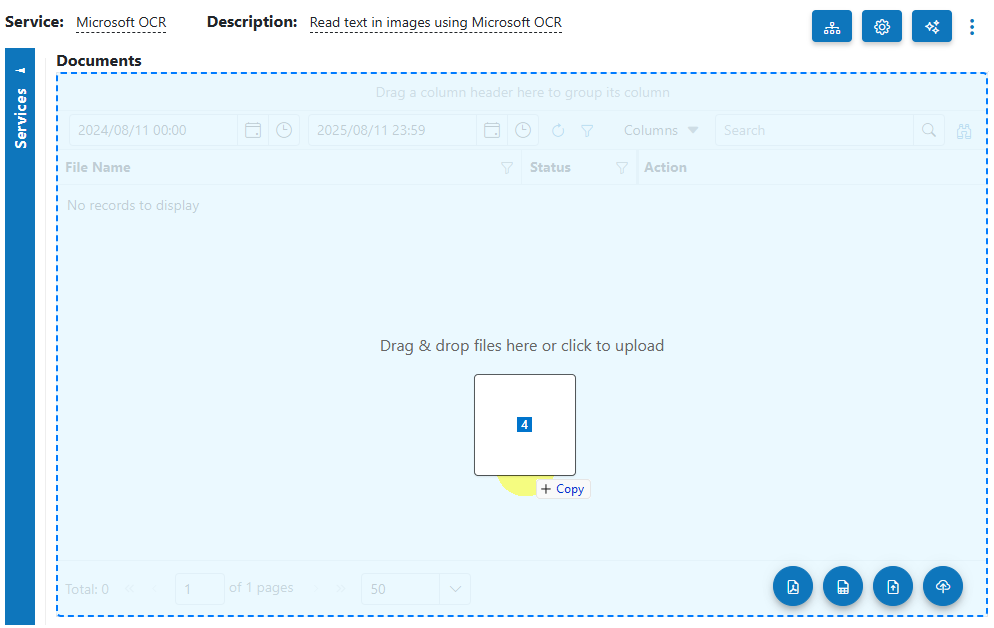 Service: Microsoft OCR Description: Read text in images using Microsoft OCR
Services
Documents
Drag a column header here to group its column
2024/08/11 00:00 2025/08/11 23:59 Columns Search
File Name Status Action
No records to display
Drag & drop files here or click to upload
4
+ Copy
Total: 0 1 of 1 pages 50